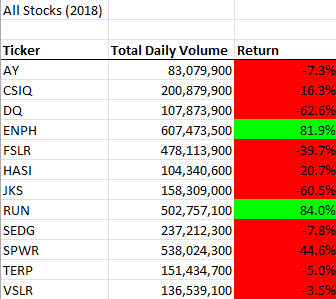 All Stocks (2018)
Ticker Total Daily Volume Return
AY 83,079,900 -7.3%
CSIQ 200,879,900 -16.3%
DQ 107,873,900 -62.6%
ENPH 607,473,500 81.9%
FSLR 478,113,900 -39.7%
HASI 104,340,600 -20.7%
JKS 158,309,000 -60.5%
RUN 502,757,100 84.0%
SEDG 237,212,300 -7.8%
SPWR 538,024,300 -44.6%
TERP 151,434,700 -5.0%
VSLR 136,539,100 -3.5%